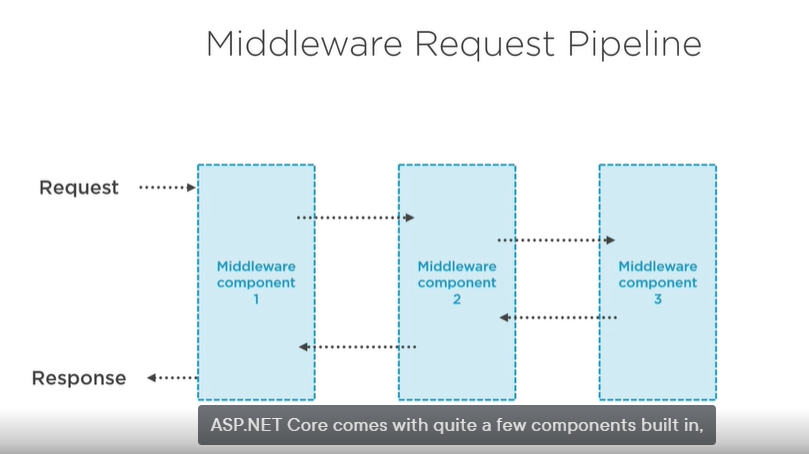 Middleware Request Pipeline
Request
Middleware
component
1
Middleware
component
2
Middleware
component
3
Response
ASP.NET Core comes with quite a few components built in,